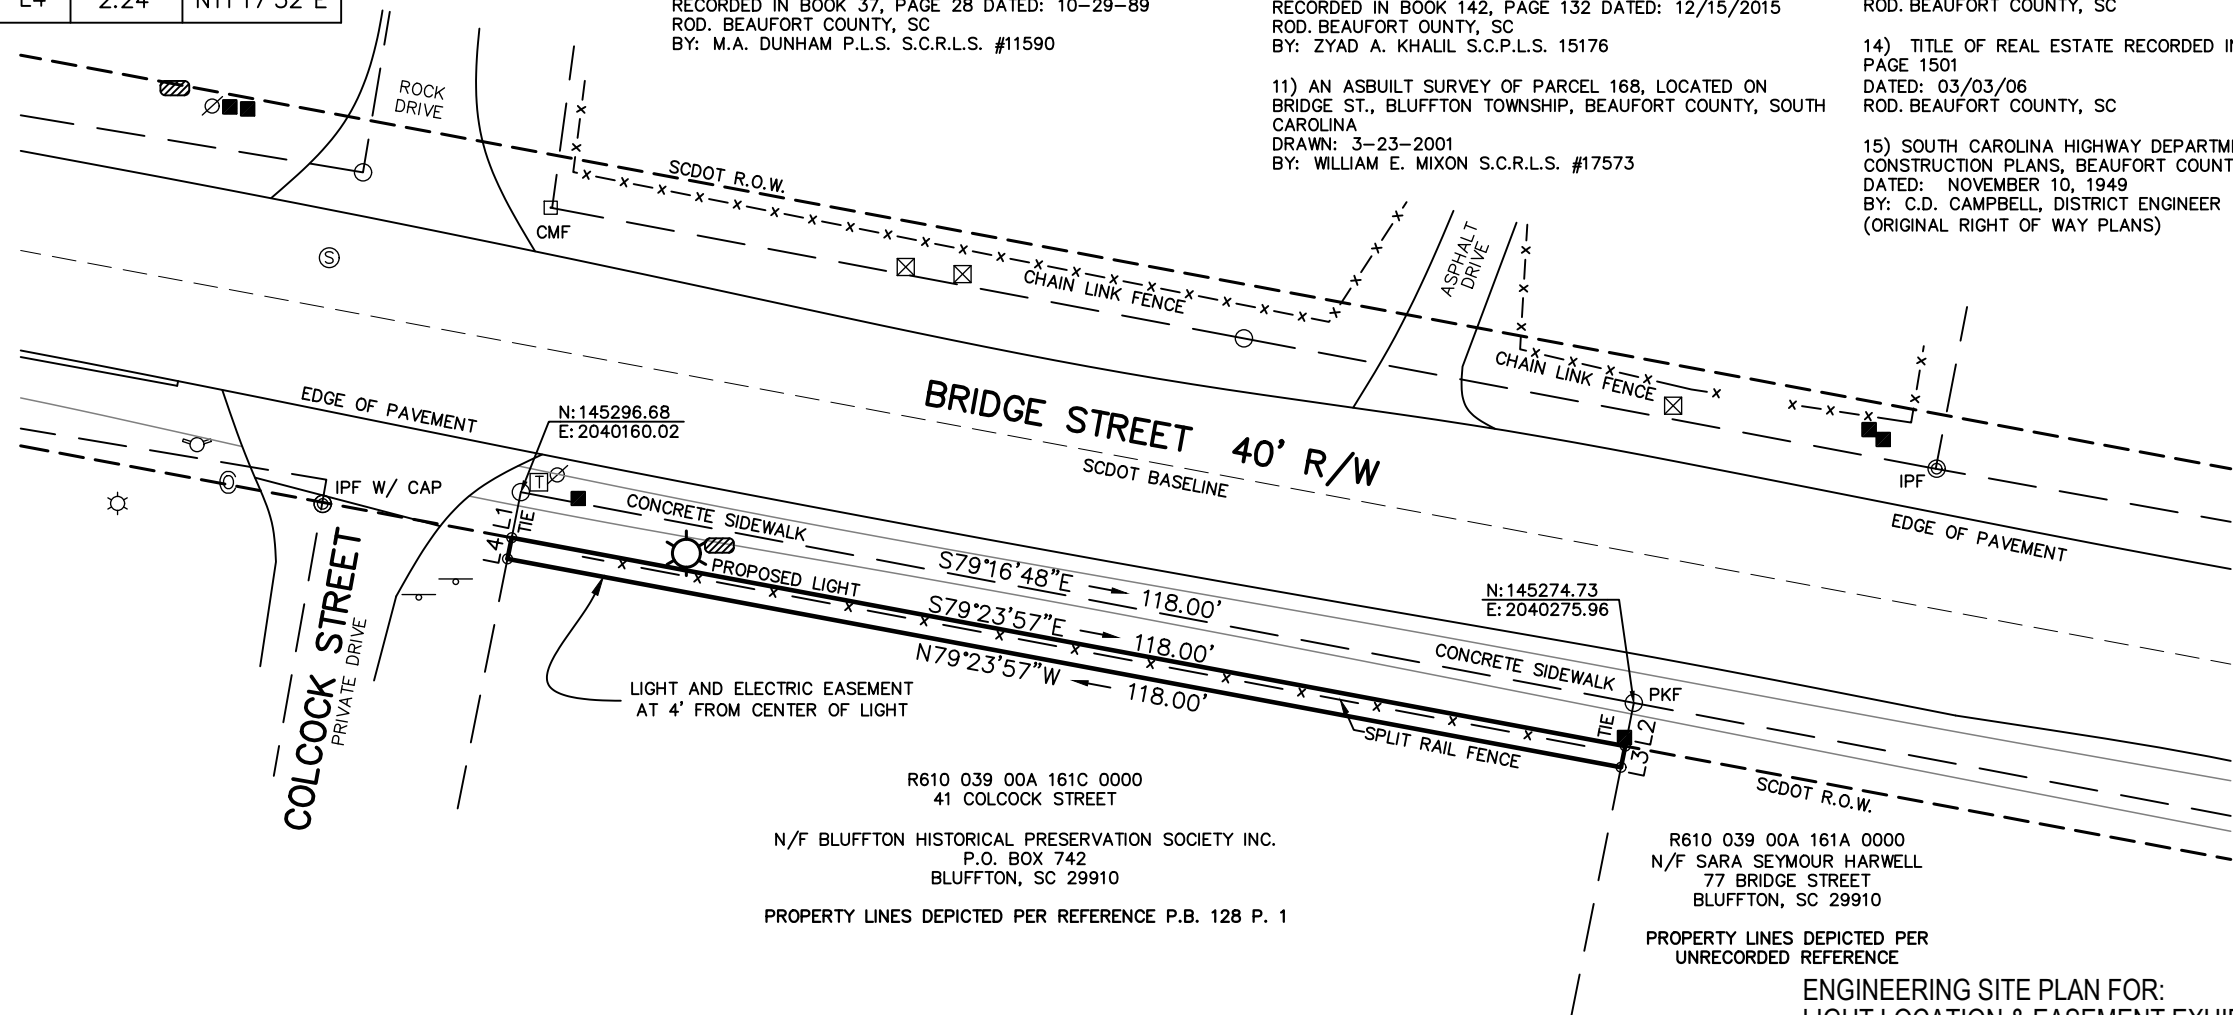 L4 2.24'
RECORDED IN BOOK 37, PAGE 28 DATED: 10-29-89
ROD. BEAUFORT COUNTY, SC
BY: M.A. DUNHAM P.L.S. S.C.R.L.S. #11590
RECORDED IN BOOK 142, PAGE 132 DATED: 12/15/2015
ROD. BEAUFORT OUNTY, SC
BY: ZYAD A. KHALIL S.C.P.L.S. 15176
11) AN ASBUILT SURVEY OF PARCEL 168, LOCATED ON
BRIDGE ST., BLUFFTON TOWNSHIP, BEAUFORT COUNTY, SOUTH
CAROLINA
DRAWN: 3-23-2001
BY: WILLIAM E. MIXON S.C.R.L.S. #17573
ROD. BEAUFORT COUNTY, SC
14) TITLE OF REAL ESTATE RECORDED
PAGE 1501
DATED: 03/03/06
ROD. BEAUFORT COUNTY, SC
15) SOUTH CAROLINA HIGHWAY
CONSTRUCTION PLANS, BEAUFORT
DATED: NOVEMBER 10, 1949
BY: C.D. CAMPBELL, DISTRICT ENGINEER
(ORIGINAL RIGHT OF WAY PLANS)
ROCK
DRIVE
SCDOT R.O.W.
CMF
S
CHAIN LINK FENCE
ASPHALT
DRIVE
CHAIN LINK FENCE
IPF
EDGE OF PAVEMENT
N:145296.68
E:2040160.02
BRIDGE STREET 40' R/W
SCDOT BASELINE
EDGE OF PAVEMENT
IPF W/ CAP
T
L1
TIE
L4
CONCRETE SIDEWALK
PROPOSED LIGHT
S79°16'48"E 118.00'
S79°23'57"E 118.00'
N79°23'57"W 118.00'
N:145274.73
E:2040275.96
CONCRETE SIDEWALK
PKF
TIE
L2
L3
COLCOCK STREET
PRIVATE DRIVE
LIGHT AND ELECTRIC EASEMENT
AT 4' FROM CENTER OF LIGHT
SPLIT RAIL FENCE
SCDOT R.O.W.
R610 039 00A 161C 0000
41 COLCOCK STREET
N/F BLUFFTON HISTORICAL PRESERVATION SOCIETY INC.
P.O. BOX 742
BLUFFTON, SC 29910
PROPERTY LINES DEPICTED PER REFERENCE P.B. 128 P. 1
R610 039 00A 161A 0000
N/F SARA SEYMOUR HARWELL
77 BRIDGE STREET
BLUFFTON, SC 29910
PROPERTY LINES DEPICTED PER
UNRECORDED REFERENCE
ENGINEERING SITE PLAN FOR:
LIGHT LOCATION & EASEMENT